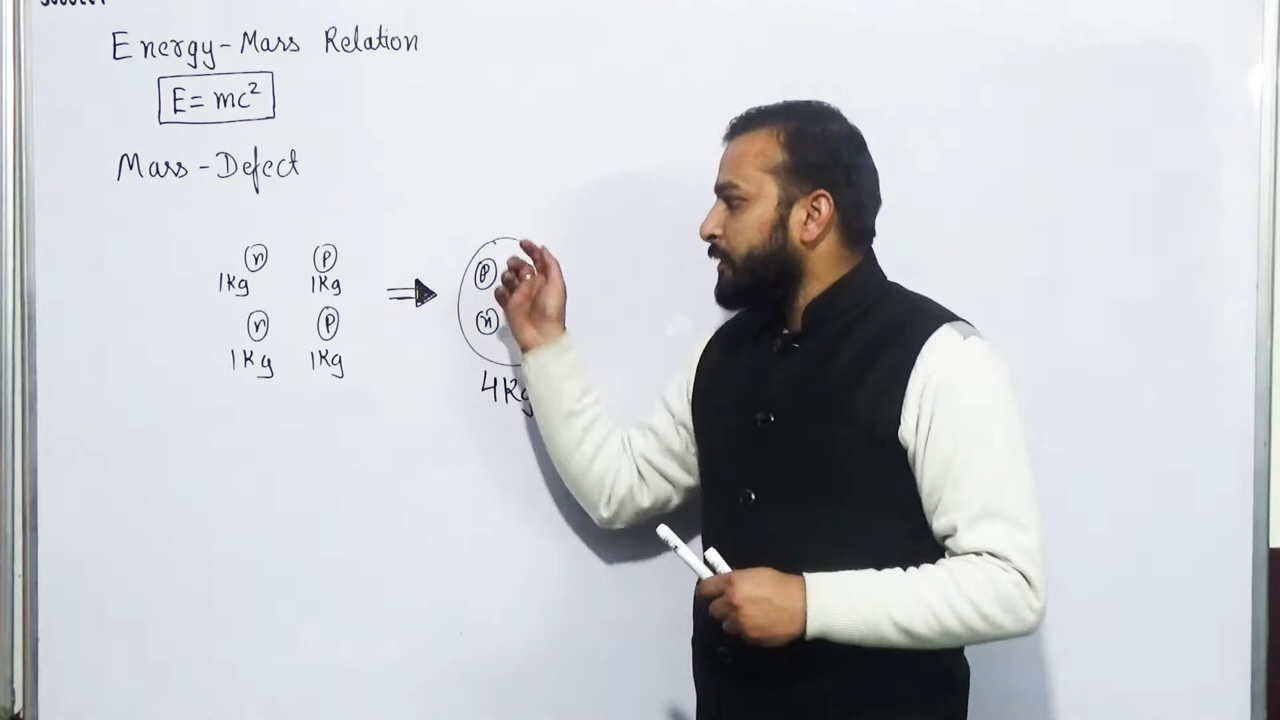 Energy-Mass Relation
E = mc²
Mass-Defect
n p
1Kg 1Kg
n p
1Kg 1Kg
⇒
p
n
4Kg